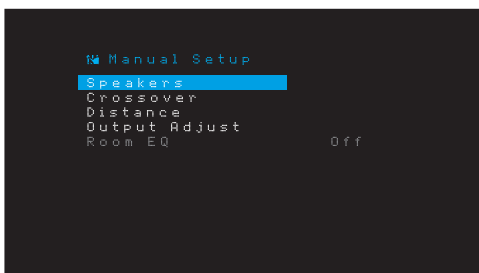 Manual Setup
Speakers
Crossover
Distance
Output Adjust
Room EQ Off